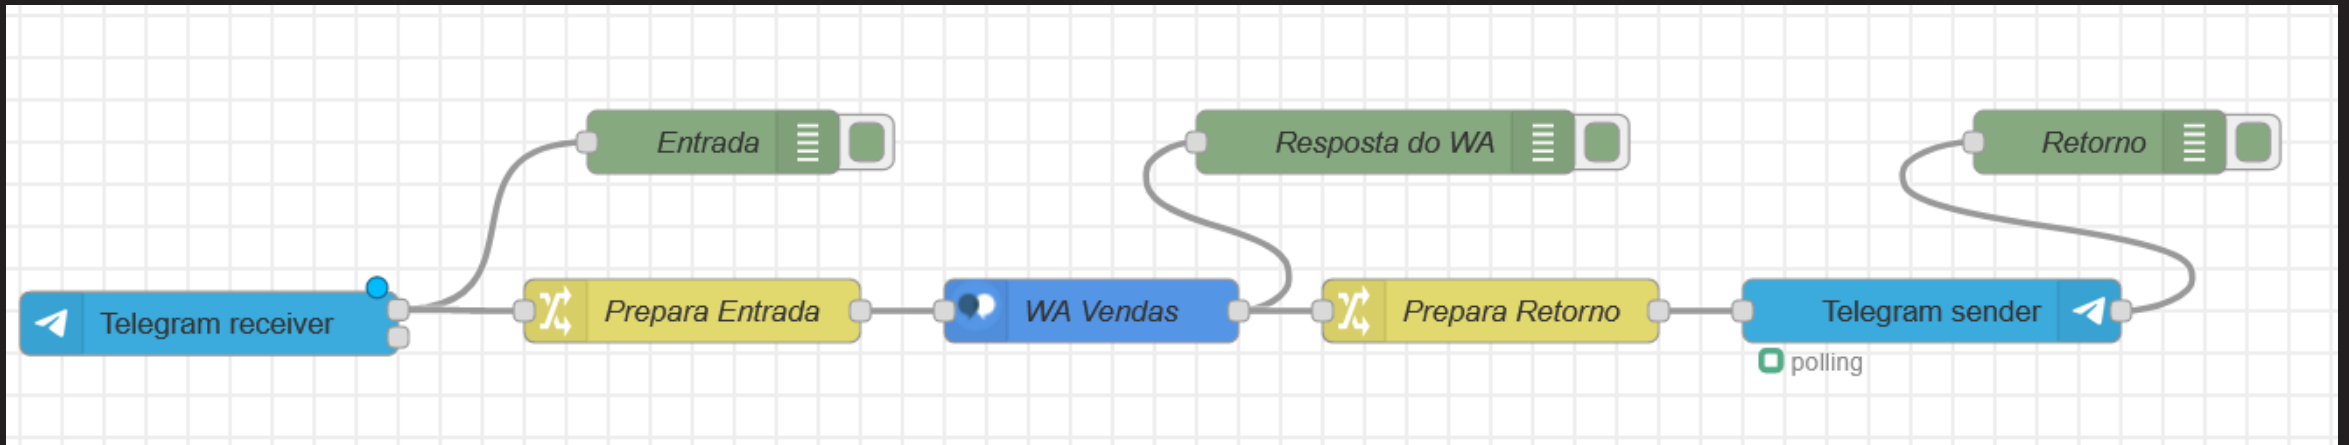 Entrada
Resposta do WA
Retorno
Telegram receiver
Prepara Entrada
WA Vendas
Prepara Retorno
Telegram sender
polling